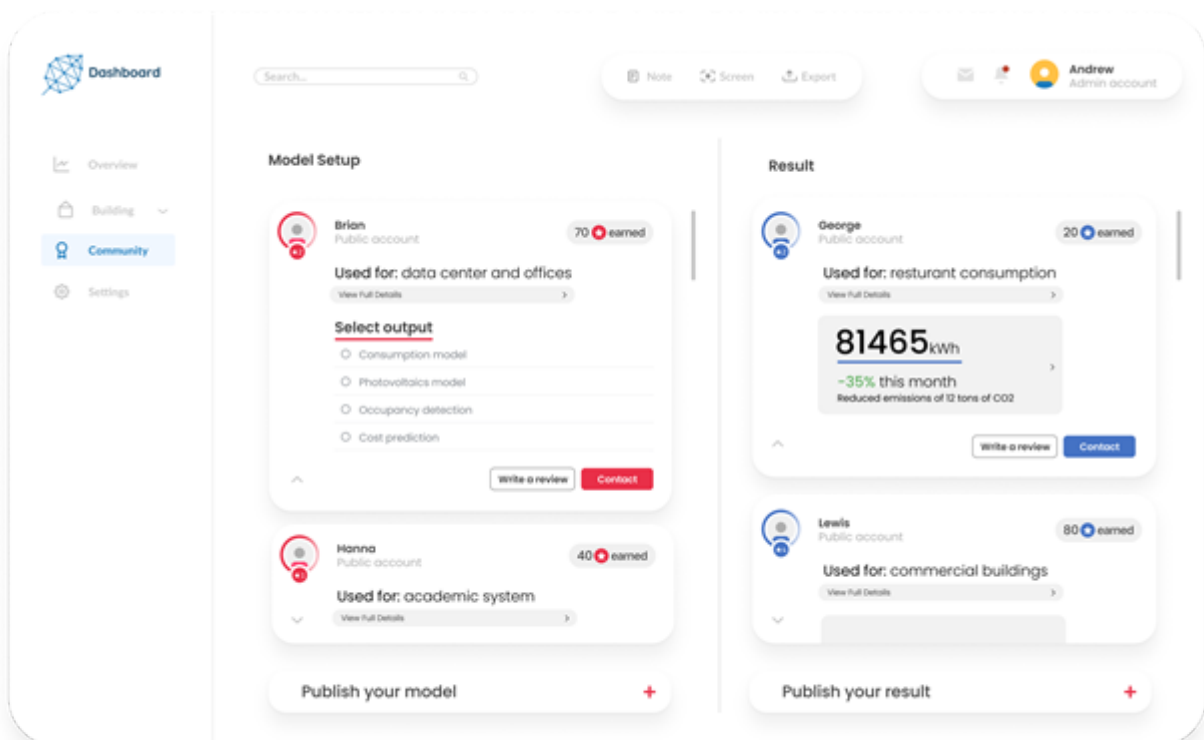 Dashboard
Search...
Note
Screen
Export
Andrew
Admin account
Overview
Building
Community
Settings
Model Setup
Brian
Public account
70 earned
Used for: data center and offices
View Full Details
Select output
Consumption model
Photovoltaics model
Occupancy detection
Cost prediction
Write a review
Contact
Hanna
Public account
40 earned
Used for: academic system
View Full Details
Publish your model
Result
George
Public account
20 earned
Used for: resturant consumption
View Full Details
81465kWh
-35% this month
Reduced emissions of 12 tons of CO2
Write a review
Contact
Lewis
Public account
80 earned
Used for: commercial buildings
View Full Details
Publish your result